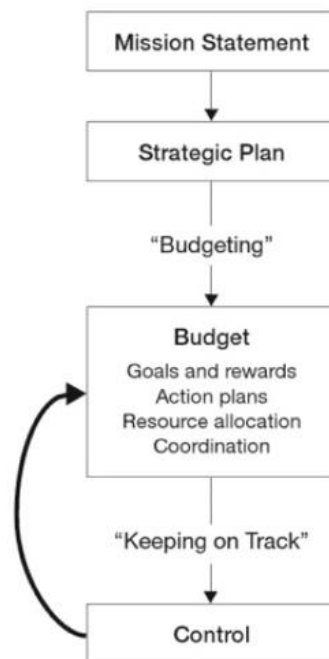 Mission Statement
Strategic Plan
“Budgeting”
Budget
Goals and rewards
Action plans
Resource allocation
Coordination
“Keeping on Track”
Control